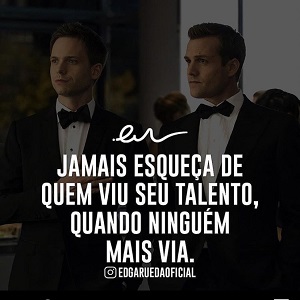 JAMAIS ESQUEÇA DE
QUEM VIU SEU TALENTO,
QUANDO NINGUÉM
MAIS VIA.
EDGARUEDAOFICIAL